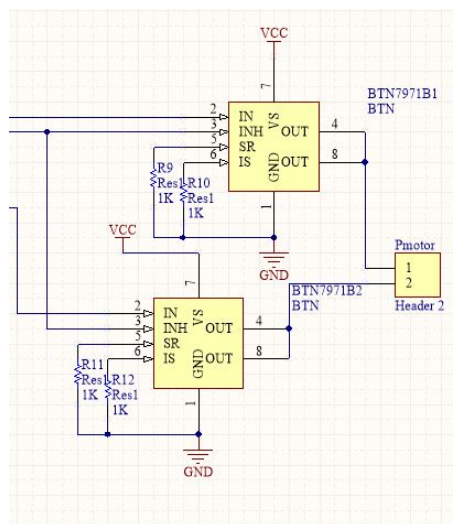 VCC
7
BTN7971B1
BTN
2 IN VS
3 INH OUT 4
5 SR
6 IS OUT 8
GND
1
R9
Res1
1K
R10
Res1
1K
GND
VCC
7
Pmotor
1
2
Header 2
BTN7971B2
BTN
2 IN VS
3 INH OUT 4
5 SR
6 IS OUT 8
GND
1
R11
Res1
1K
R12
Res1
1K
GND